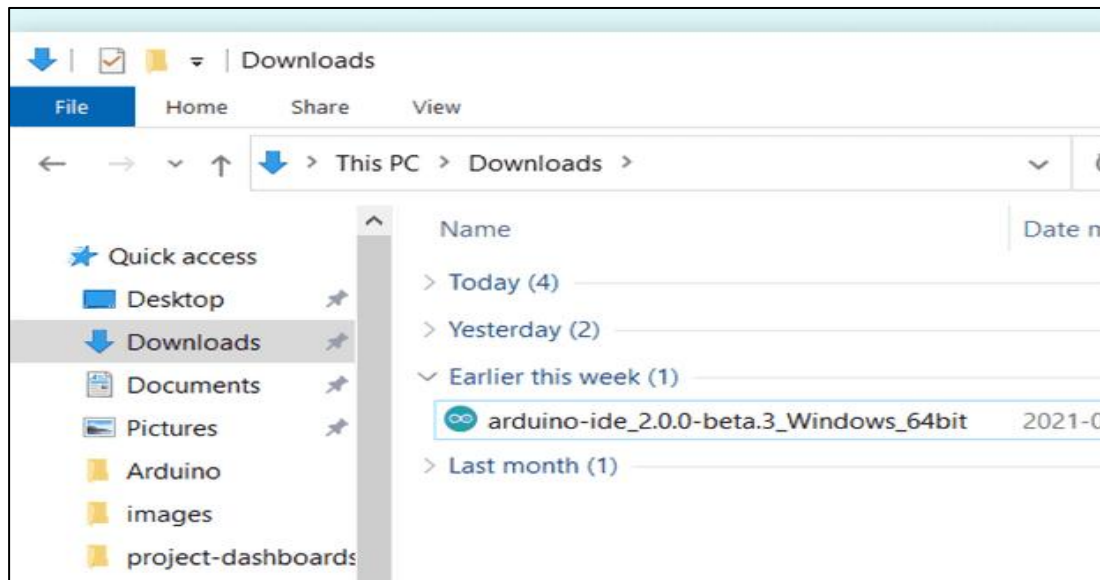 Downloads
File Home Share View
This PC > Downloads >
Name Date m
Quick access
Today (4)
Desktop
Yesterday (2)
Downloads
Earlier this week (1)
Documents
arduino-ide_2.0.0-beta.3_Windows_64bit 2021-0
Pictures
Last month (1)
Arduino
images
project-dashboards